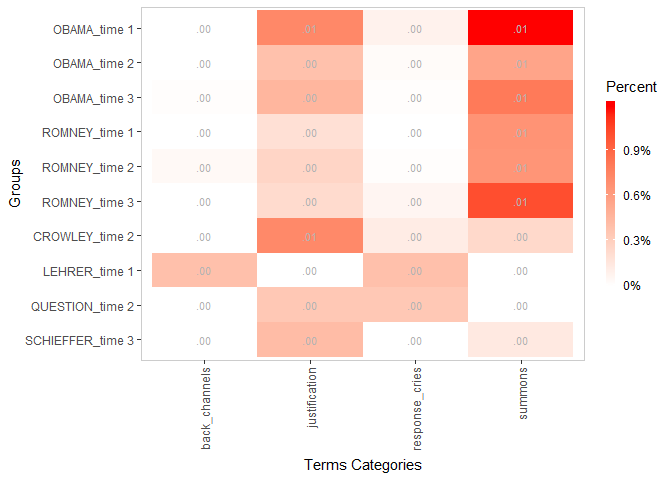 OBAMA_time 1 .00 .01 .00 .01
Percent
OBAMA_time 2 .00 .00 .00 .01
OBAMA_time 3 .00 .00 .00 .01
ROMNEY_time 1 .00 .00 .00
0.9%
ROMNEY_time 2 .00 .00 .00 .01
0.6%
ROMNEY_time 3 .00 .00 .00 .01
CROWLEY_time 2 .00 .01 .00 .00
0.3%
LEHRER_time 1 .00 .00 .00 .00
0%
QUESTION_time 2 .00 .00 .00 .00
SCHIEFFER_time 3 .00 .00 .00 .00
Groups
back_channels
justification
response_cries
summons
Terms Categories